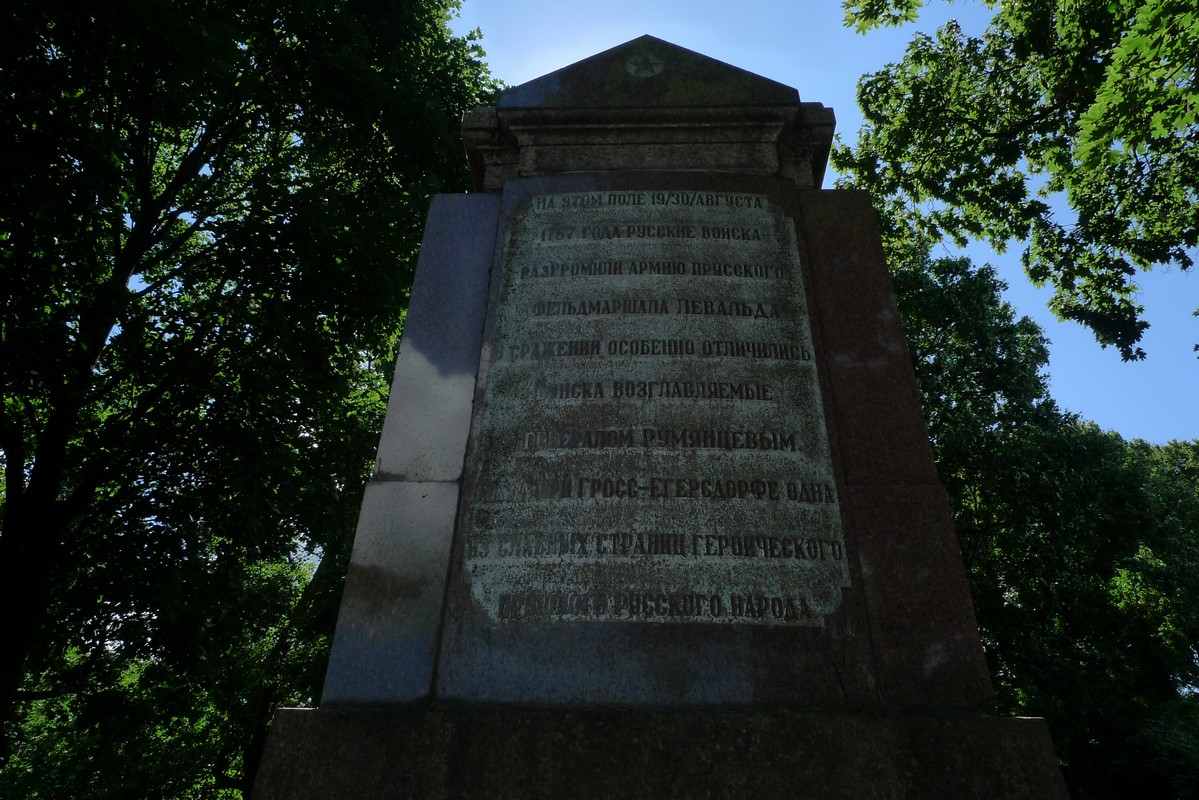 НА ЭТОМ ПОЛЕ 19/30/АВГУСТА
1757 ГОДА РУССКИЕ ВОЙСКА
РАЗГРОМИЛИ АРМИЮ ПРУССКОГО
ФЕЛЬДМАРШАЛА ЛЕВАЛЬДА
В СРАЖЕНИИ ОСОБЕННО ОТЛИЧИЛИСЬ
ВОЙСКА ВОЗГЛАВЛЯЕМЫЕ
ГЕНЕРАЛОМ РУМЯНЦЕВЫМ
ПРИ ГРОСС-ЕГЕРСДОРФЕ ОДНА
ИЗ СЛАВНЫХ СТРАНИЦ ГЕРОИЧЕСКОГО
РУССКОГО НАРОДА